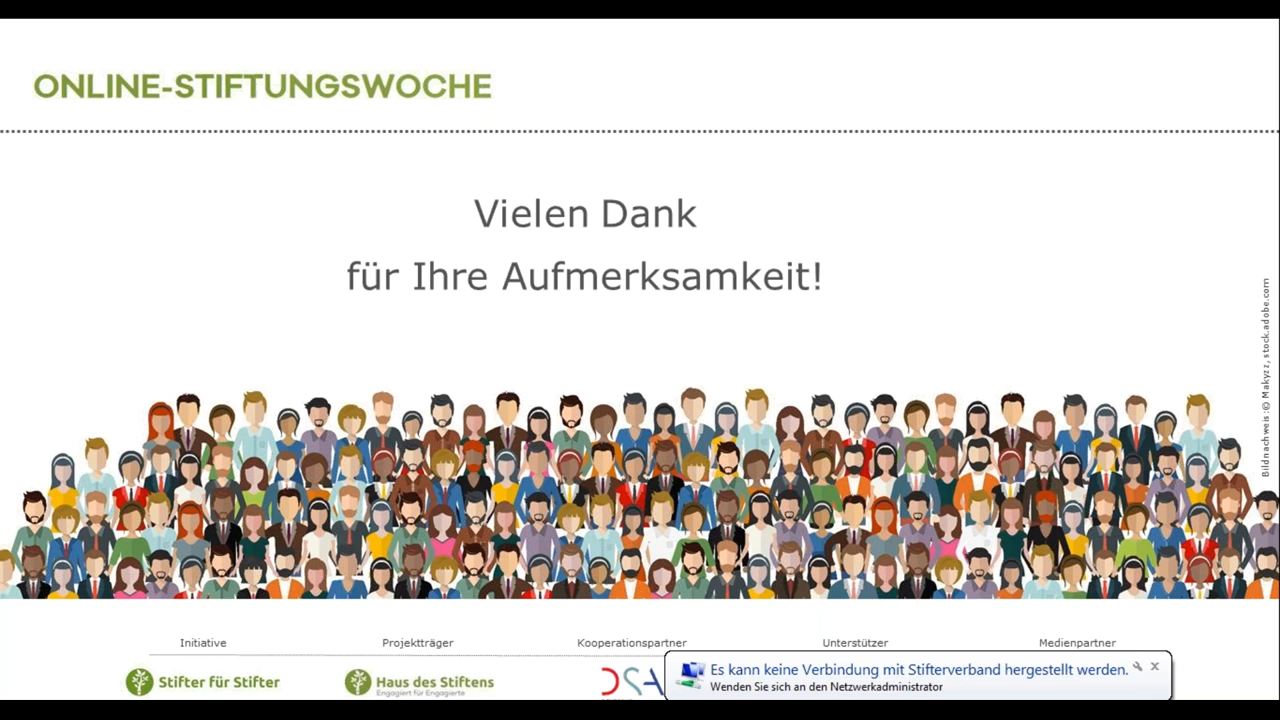 ONLINE-STIFTUNGSWOCHE
Vielen Dank
für Ihre Aufmerksamkeit!
Bildnachweis:© Makyzz, stock.adobe.com
Initiative
Projektträger
Kooperationspartner
Unterstützer
Medienpartner
Stifter für Stifter
Haus des Stiftens
Engagiert für Engagierte
DSA
Es kann keine Verbindung mit Stifterverband hergestellt werden.
Wenden Sie sich an den Netzwerkadministrator